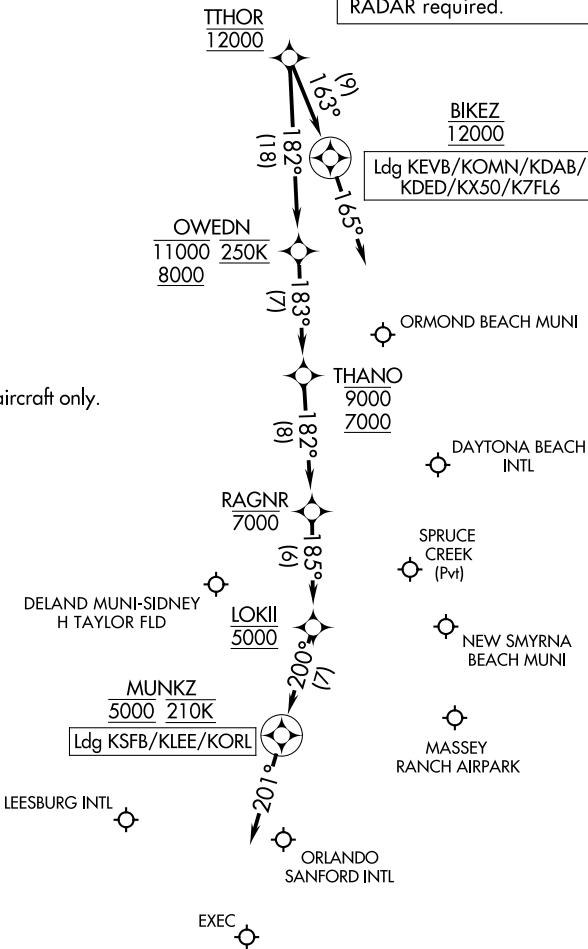 RADAR required.
TTHOR
12000
(9)
163°
BIKEZ
12000
Ldg KEVB/KOMN/KDAB/
KDED/KX50/K7FL6
182°
(18)
165°
OWEDN
11000 250K
8000
183°
(7)
ORMOND BEACH MUNI
THANO
9000
7000
aircraft only.
182°
(8)
DAYTONA BEACH
INTL
RAGNR
7000
185°
(6)
SPRUCE
CREEK
(Pvt)
DELAND MUNI-SIDNEY
H TAYLOR FLD
LOKII
5000
NEW SMYRNA
BEACH MUNI
200°
(7)
MUNKZ
5000 210K
Ldg KSFB/KLEE/KORL
MASSEY
RANCH AIRPARK
201°
LEESBURG INTL
ORLANDO
SANFORD INTL
EXEC